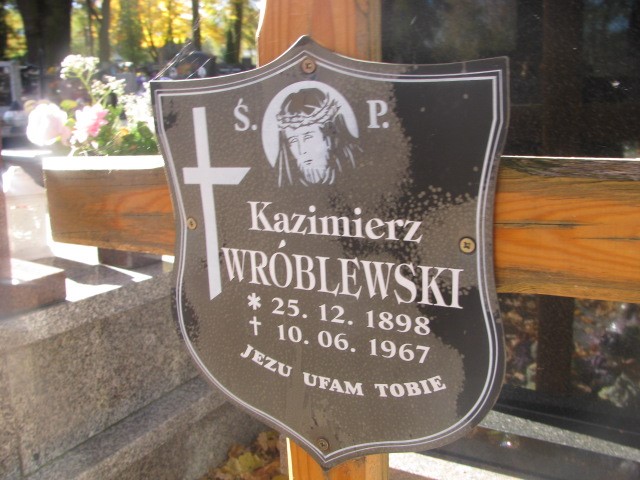 Ś. P.
Kazimierz
WRÓBLEWSKI
* 25. 12. 1898
† 10. 06. 1967
JEZU UFAM TOBIE